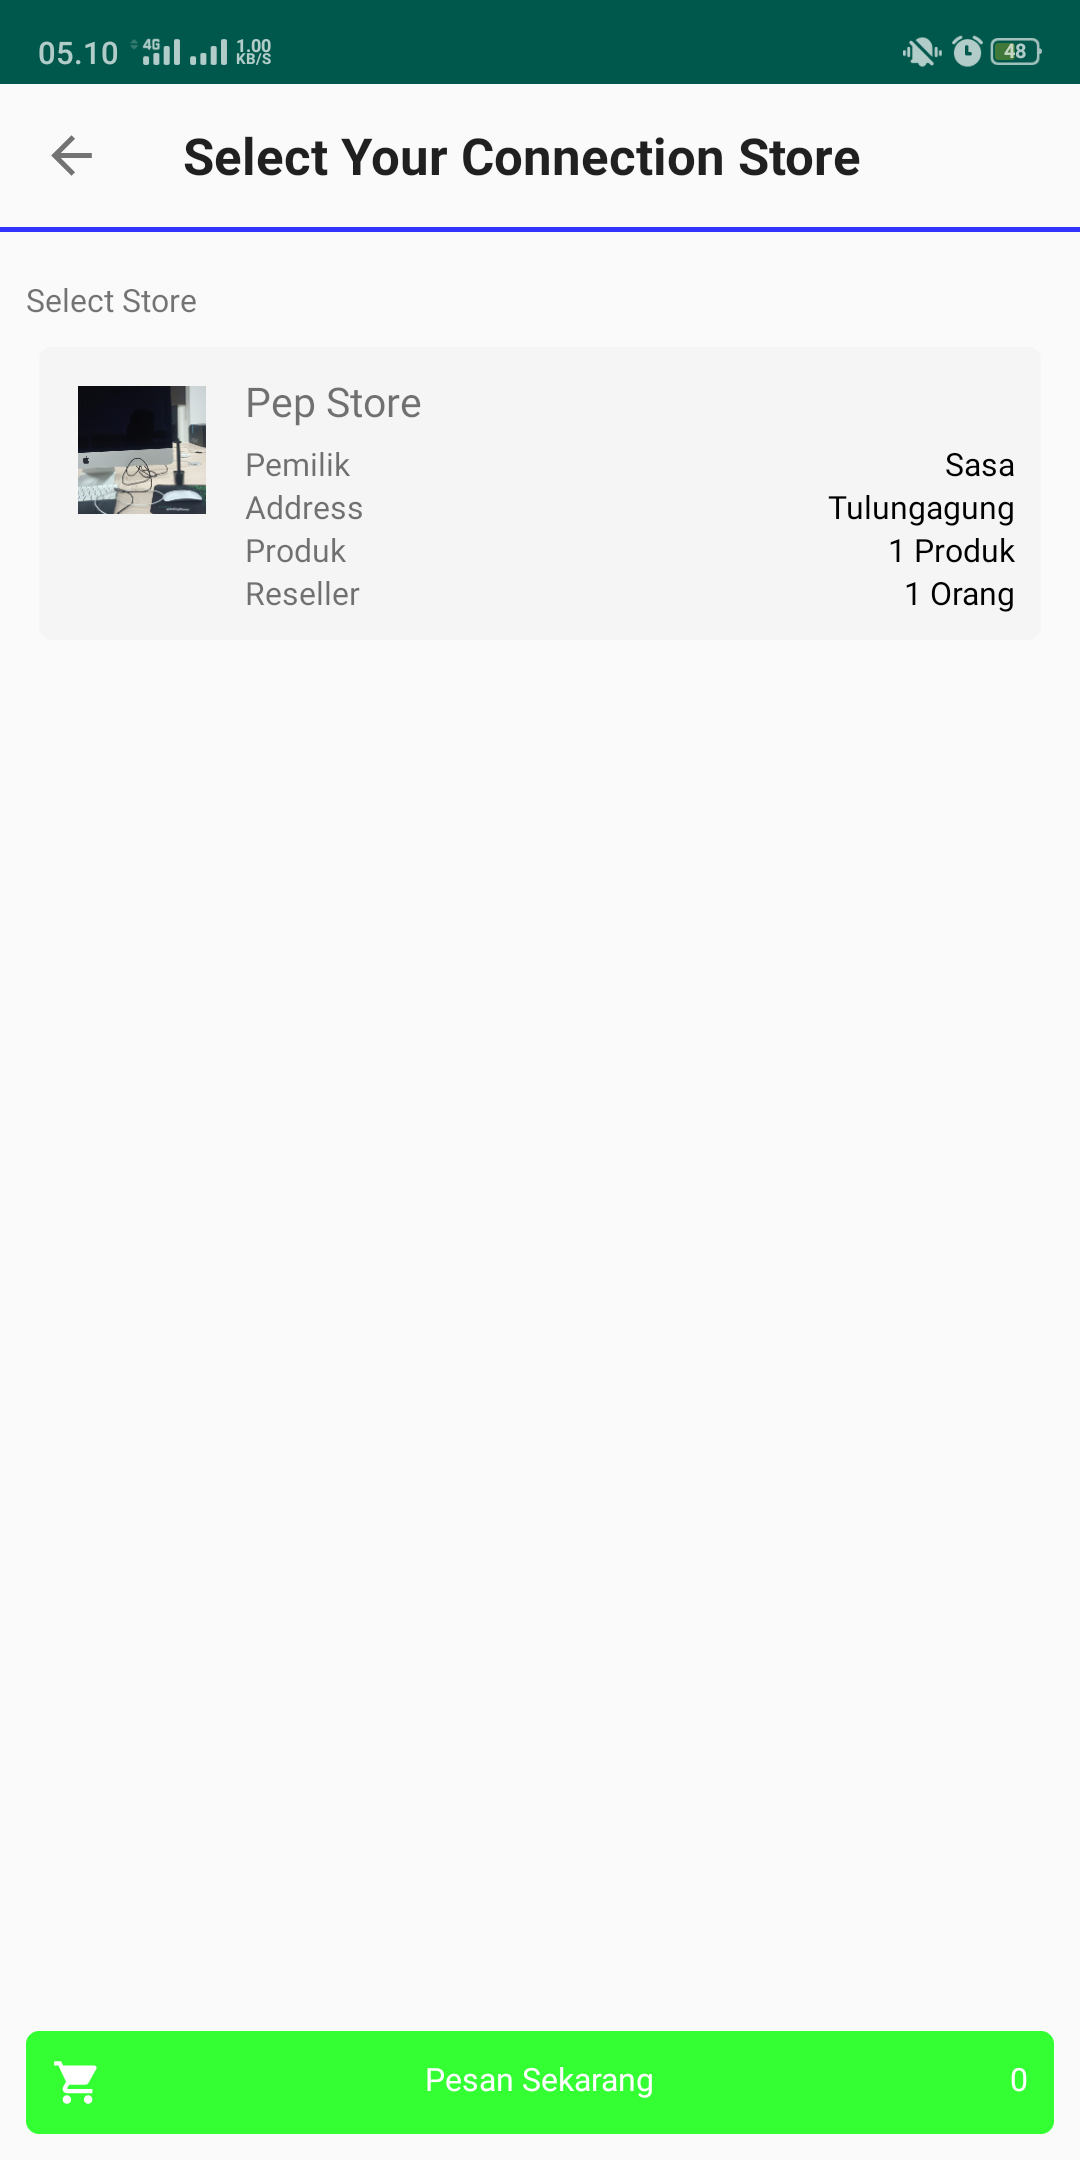 05.10 4G 1.00 KB/S 48
Select Your Connection Store
Select Store
Pep Store
Pemilik Sasa
Address Tulungagung
Produk 1 Produk
Reseller 1 Orang
Pesan Sekarang 0